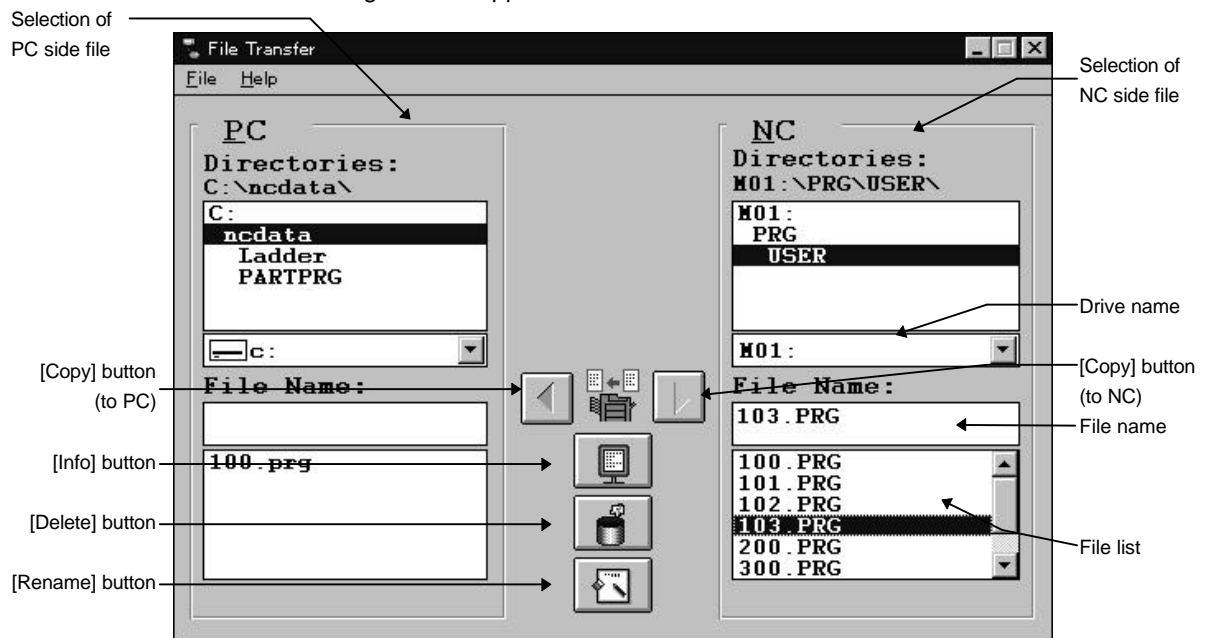 Selection of
PC side file
File Transfer
File Help
Selection of
NC side file
PC
Directories:
C:\ncdata\
C:
ncdata
Ladder
PARTPRG
c:
File Name:
100.prg
NC
Directories:
M01:\PRG\USER\
M01:
PRG
USER
M01:
File Name:
103.PRG
100.PRG
101.PRG
102.PRG
103.PRG
200.PRG
300.PRG
[Copy] button
(to PC)
[Info] button
[Delete] button
[Rename] button
Drive name
[Copy] button
(to NC)
File name
File list